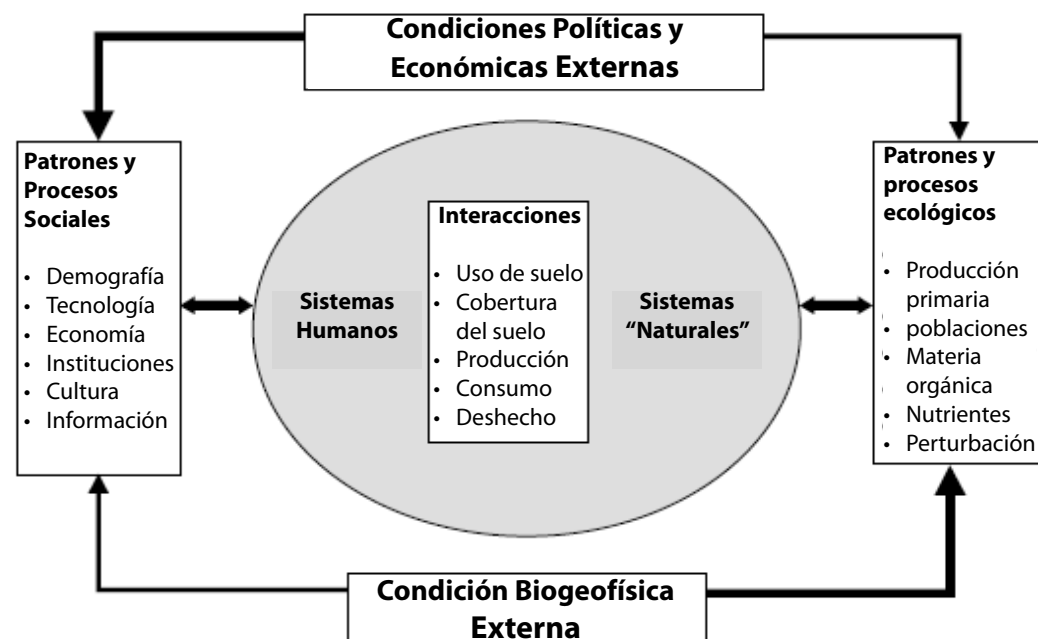 Condiciones Políticas y
Económicas Externas
Patrones y
Procesos
Sociales
• Demografía
• Tecnología
• Economía
• Instituciones
• Cultura
• Información
Sistemas
Humanos
Interacciones
• Uso de suelo
• Cobertura
del suelo
• Producción
• Consumo
• Deshecho
Sistemas
“Naturales”
Patrones y
procesos
ecológicos
• Producción
primaria
• poblaciones
• Materia
orgánica
• Nutrientes
• Perturbación
Condición Biogeofísica
Externa